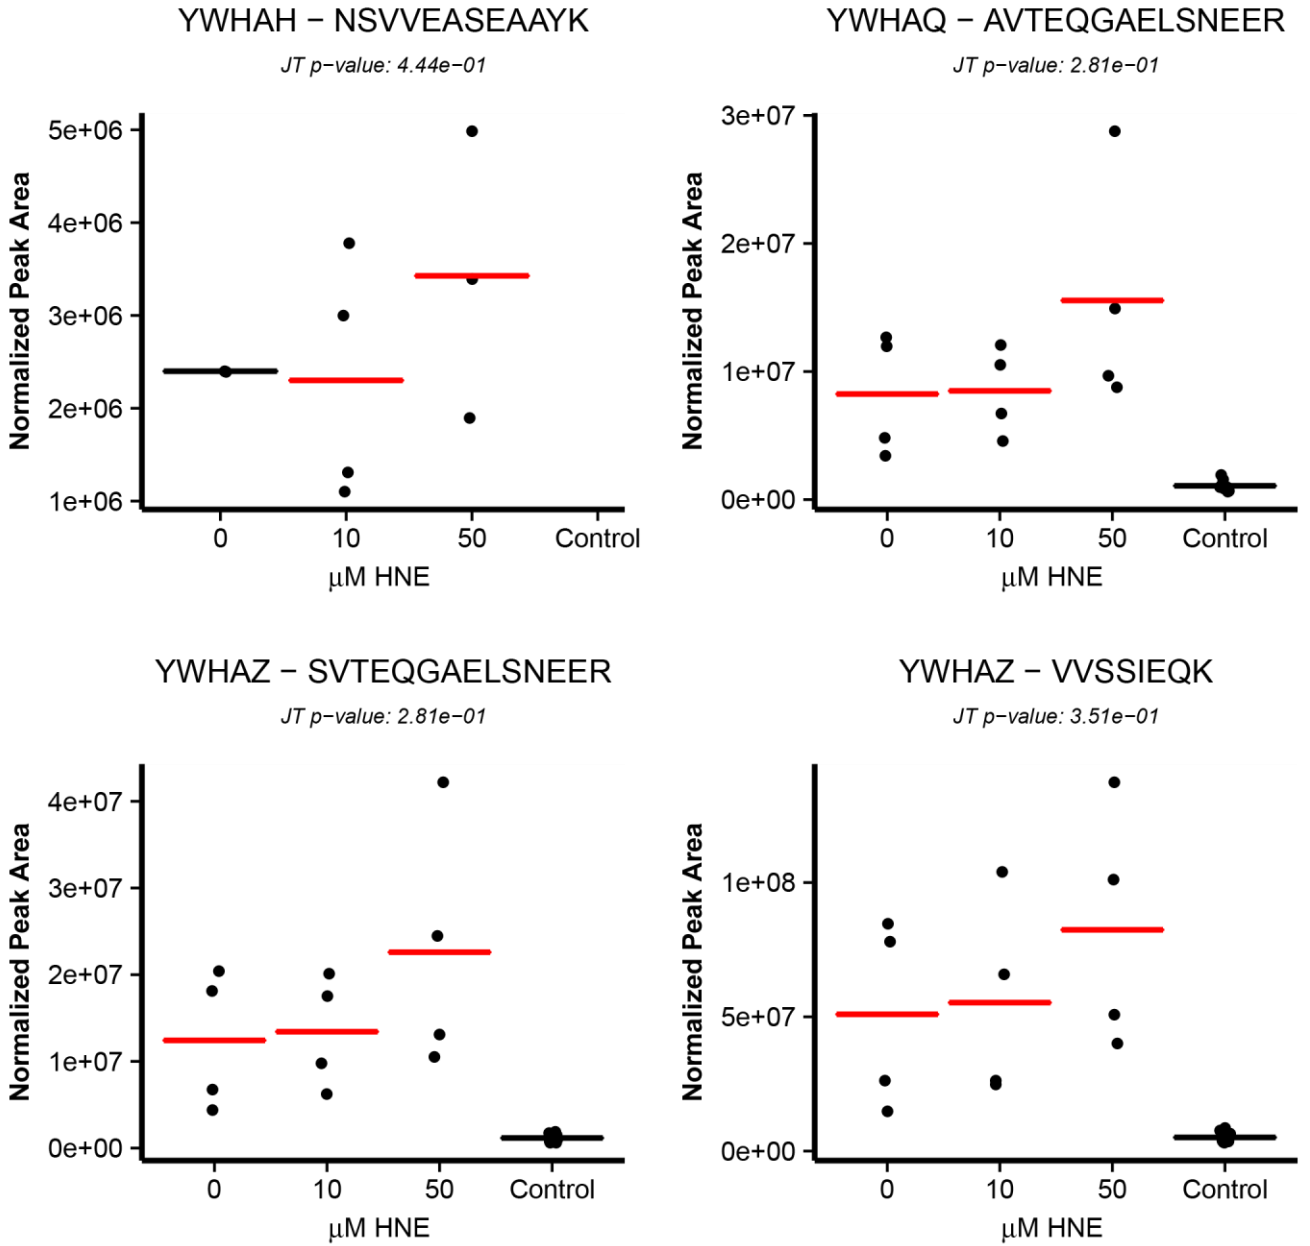 YWHAH − NSVVEASEAAYK
JT p−value: 4.44e−01
Normalized Peak Area
5e+06
4e+06
3e+06
2e+06
1e+06
0 10 50 Control
μM HNE
YWHAQ − AVTEQGAELSNEER
JT p−value: 2.81e−01
Normalized Peak Area
3e+07
2e+07
1e+07
0e+00
0 10 50 Control
μM HNE
YWHAZ − SVTEQGAELSNEER
JT p−value: 2.81e−01
Normalized Peak Area
4e+07
3e+07
2e+07
1e+07
0e+00
0 10 50 Control
μM HNE
YWHAZ − VVSSIEQK
JT p−value: 3.51e−01
Normalized Peak Area
1e+08
5e+07
0e+00
0 10 50 Control
μM HNE